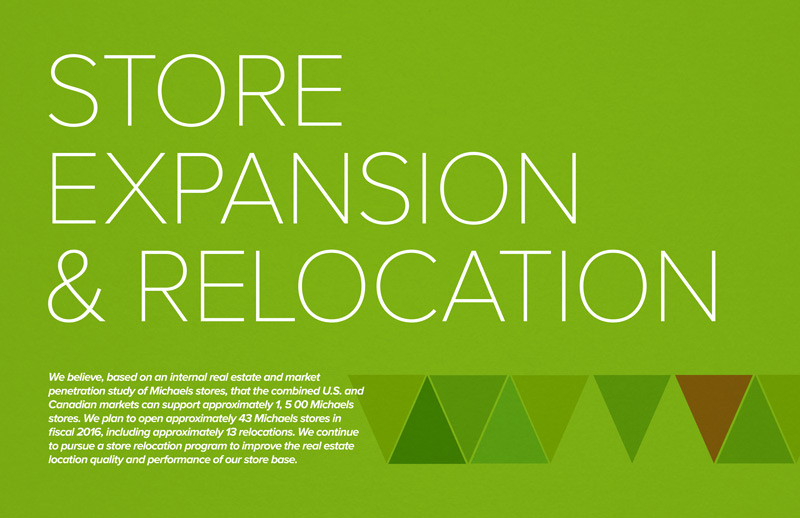 STORE
EXPANSION
& RELOCATION
We believe, based on an internal real estate and market
penetration study of Michaels stores, that the combined U.S. and
Canadian markets can support approximately 1, 5 00 Michaels
stores. We plan to open approximately 43 Michaels stores in
fiscal 2016, including approximately 13 relocations. We continue
to pursue a store relocation program to improve the real estate
location quality and performance of our store base.